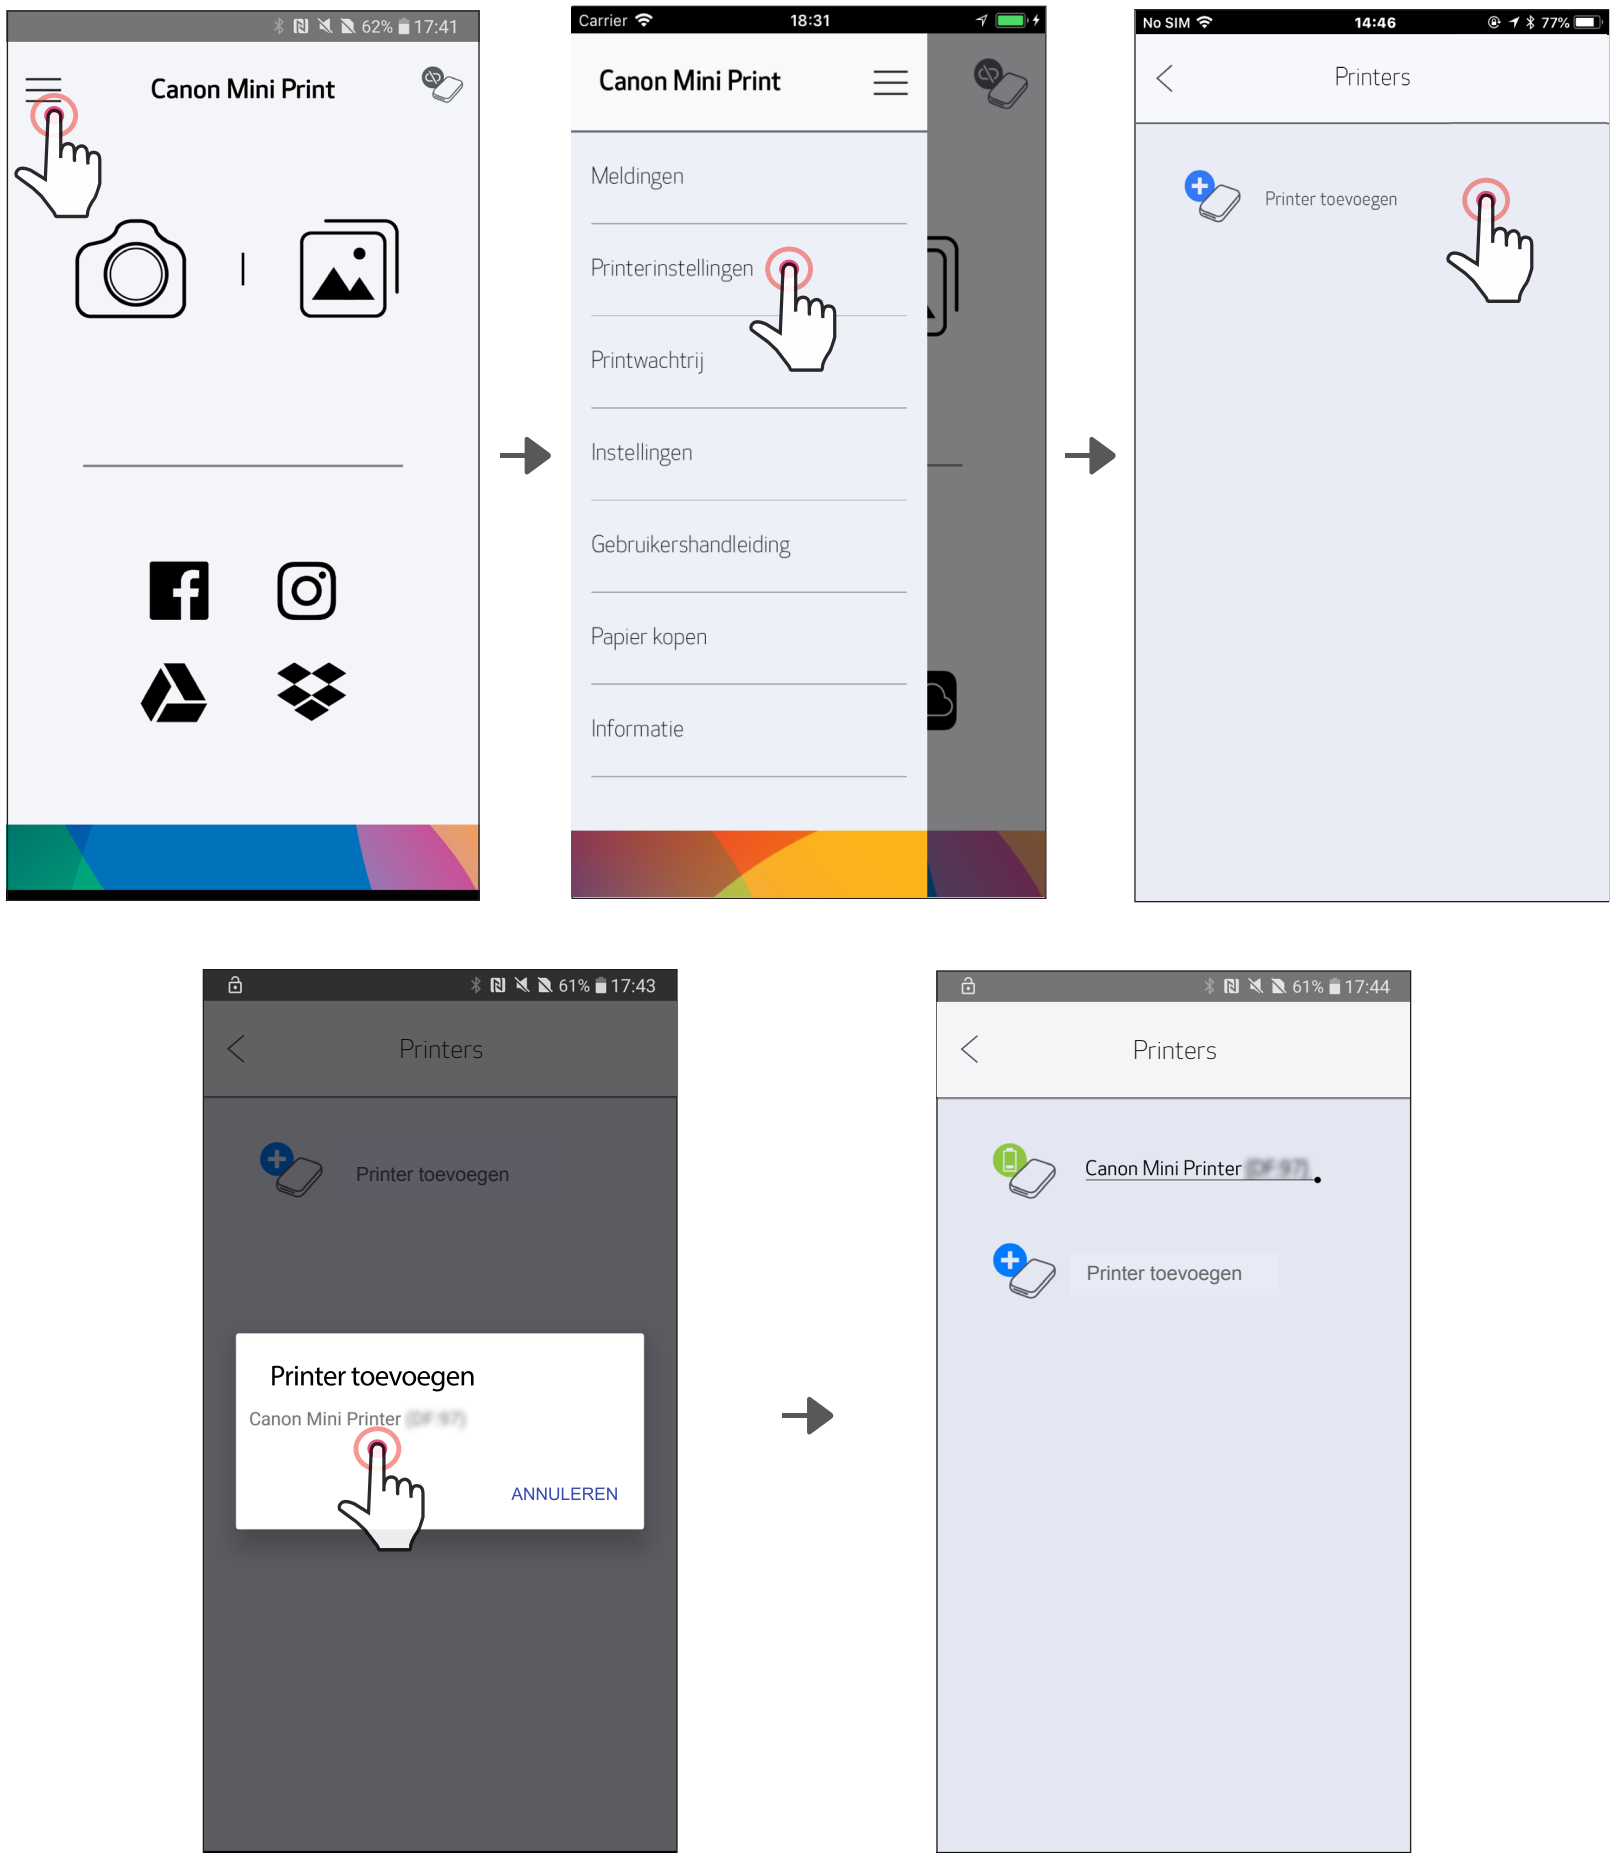 62% 17:41
Canon Mini Print
Carrier 18:31
Canon Mini Print
Meldingen
Printerinstellingen
Printwachtrij
Instellingen
Gebruikershandleiding
Papier kopen
Informatie
No SIM 14:46 77%
Printers
Printer toevoegen
61% 17:43
Printers
Printer toevoegen
Printer toevoegen
Canon Mini Printer
ANNULEREN
61% 17:44
Printers
Canon Mini Printer
Printer toevoegen